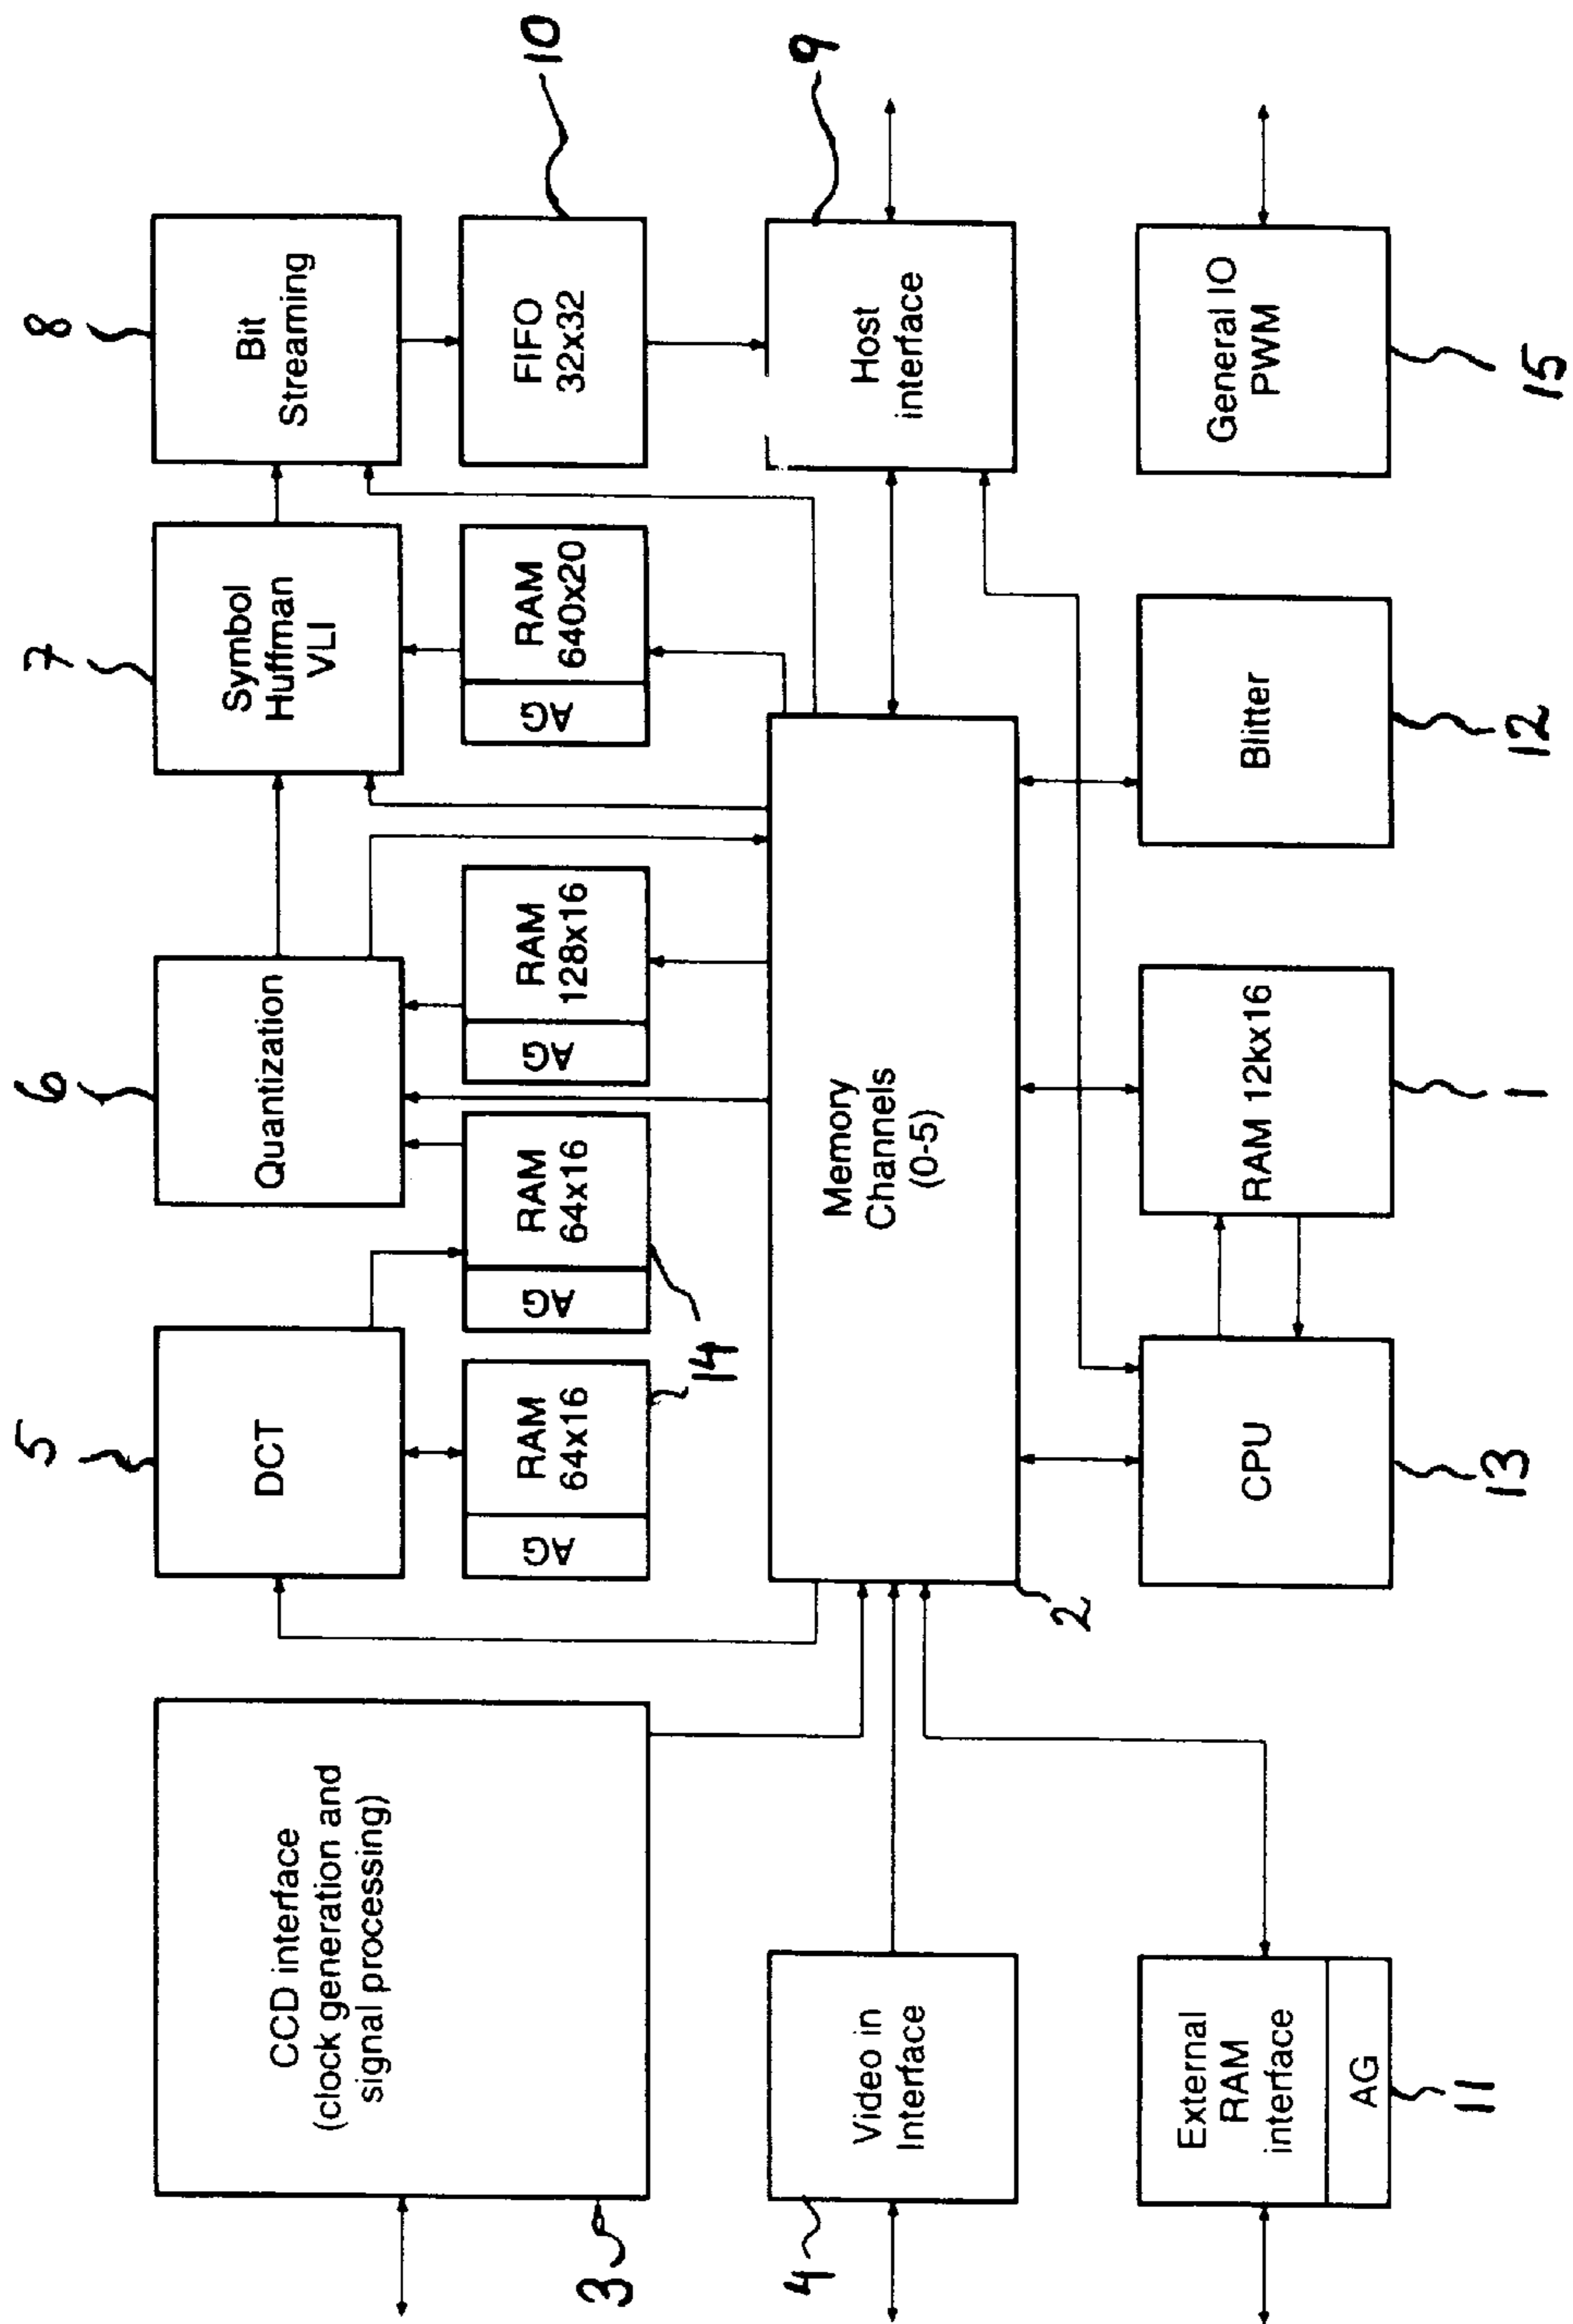 5
6
7
8
DCT
Quantization
Symbol
Huffman
VLI
Bit
Streaming
CCD interface
(clock generation and
signal processing)
3
AG
RAM
64x16
AG
RAM
64x16
AG
RAM
128x16
AG
RAM
640x20
FIFO
32x32
10
14
Video in
Interface
4
Memory
Channels
(0-5)
2
Host
interface
9
External
RAM
interface
AG
11
CPU
13
RAM 12kx16
1
Blitter
12
General IO
PWM
15